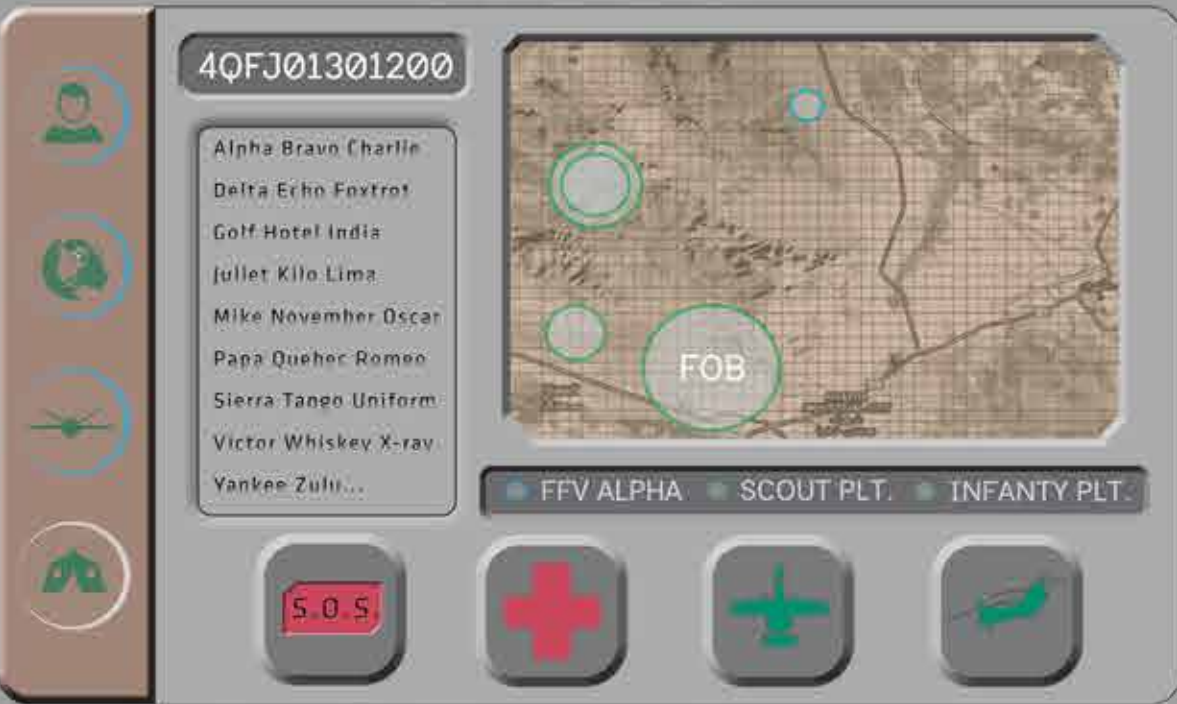 4QFJ01301200
Alpha Bravo Charlie
Delta Echo Foxtrot
Golf Hotel India
Juliet Kilo Lima
Mike November Oscar
Papa Quebec Romeo
Sierra Tango Uniform
Victor Whiskey X-ray
Yankee Zulu...
FOB
FFV ALPHA SCOUT PLT. INFANTY PLT.
S.O.S.